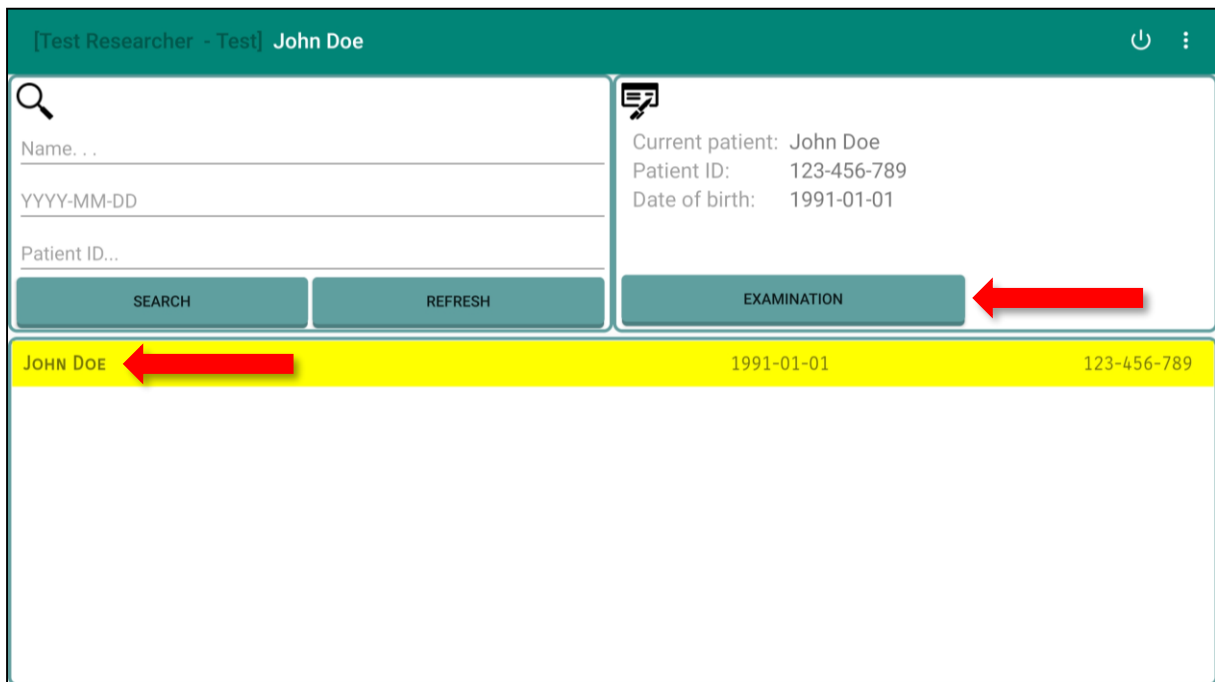 [Test Researcher - Test] John Doe
Name. . .
YYYY-MM-DD
Patient ID...
SEARCH
REFRESH
Current patient: John Doe
Patient ID: 123-456-789
Date of birth: 1991-01-01
EXAMINATION
JOHN DOE 1991-01-01 123-456-789